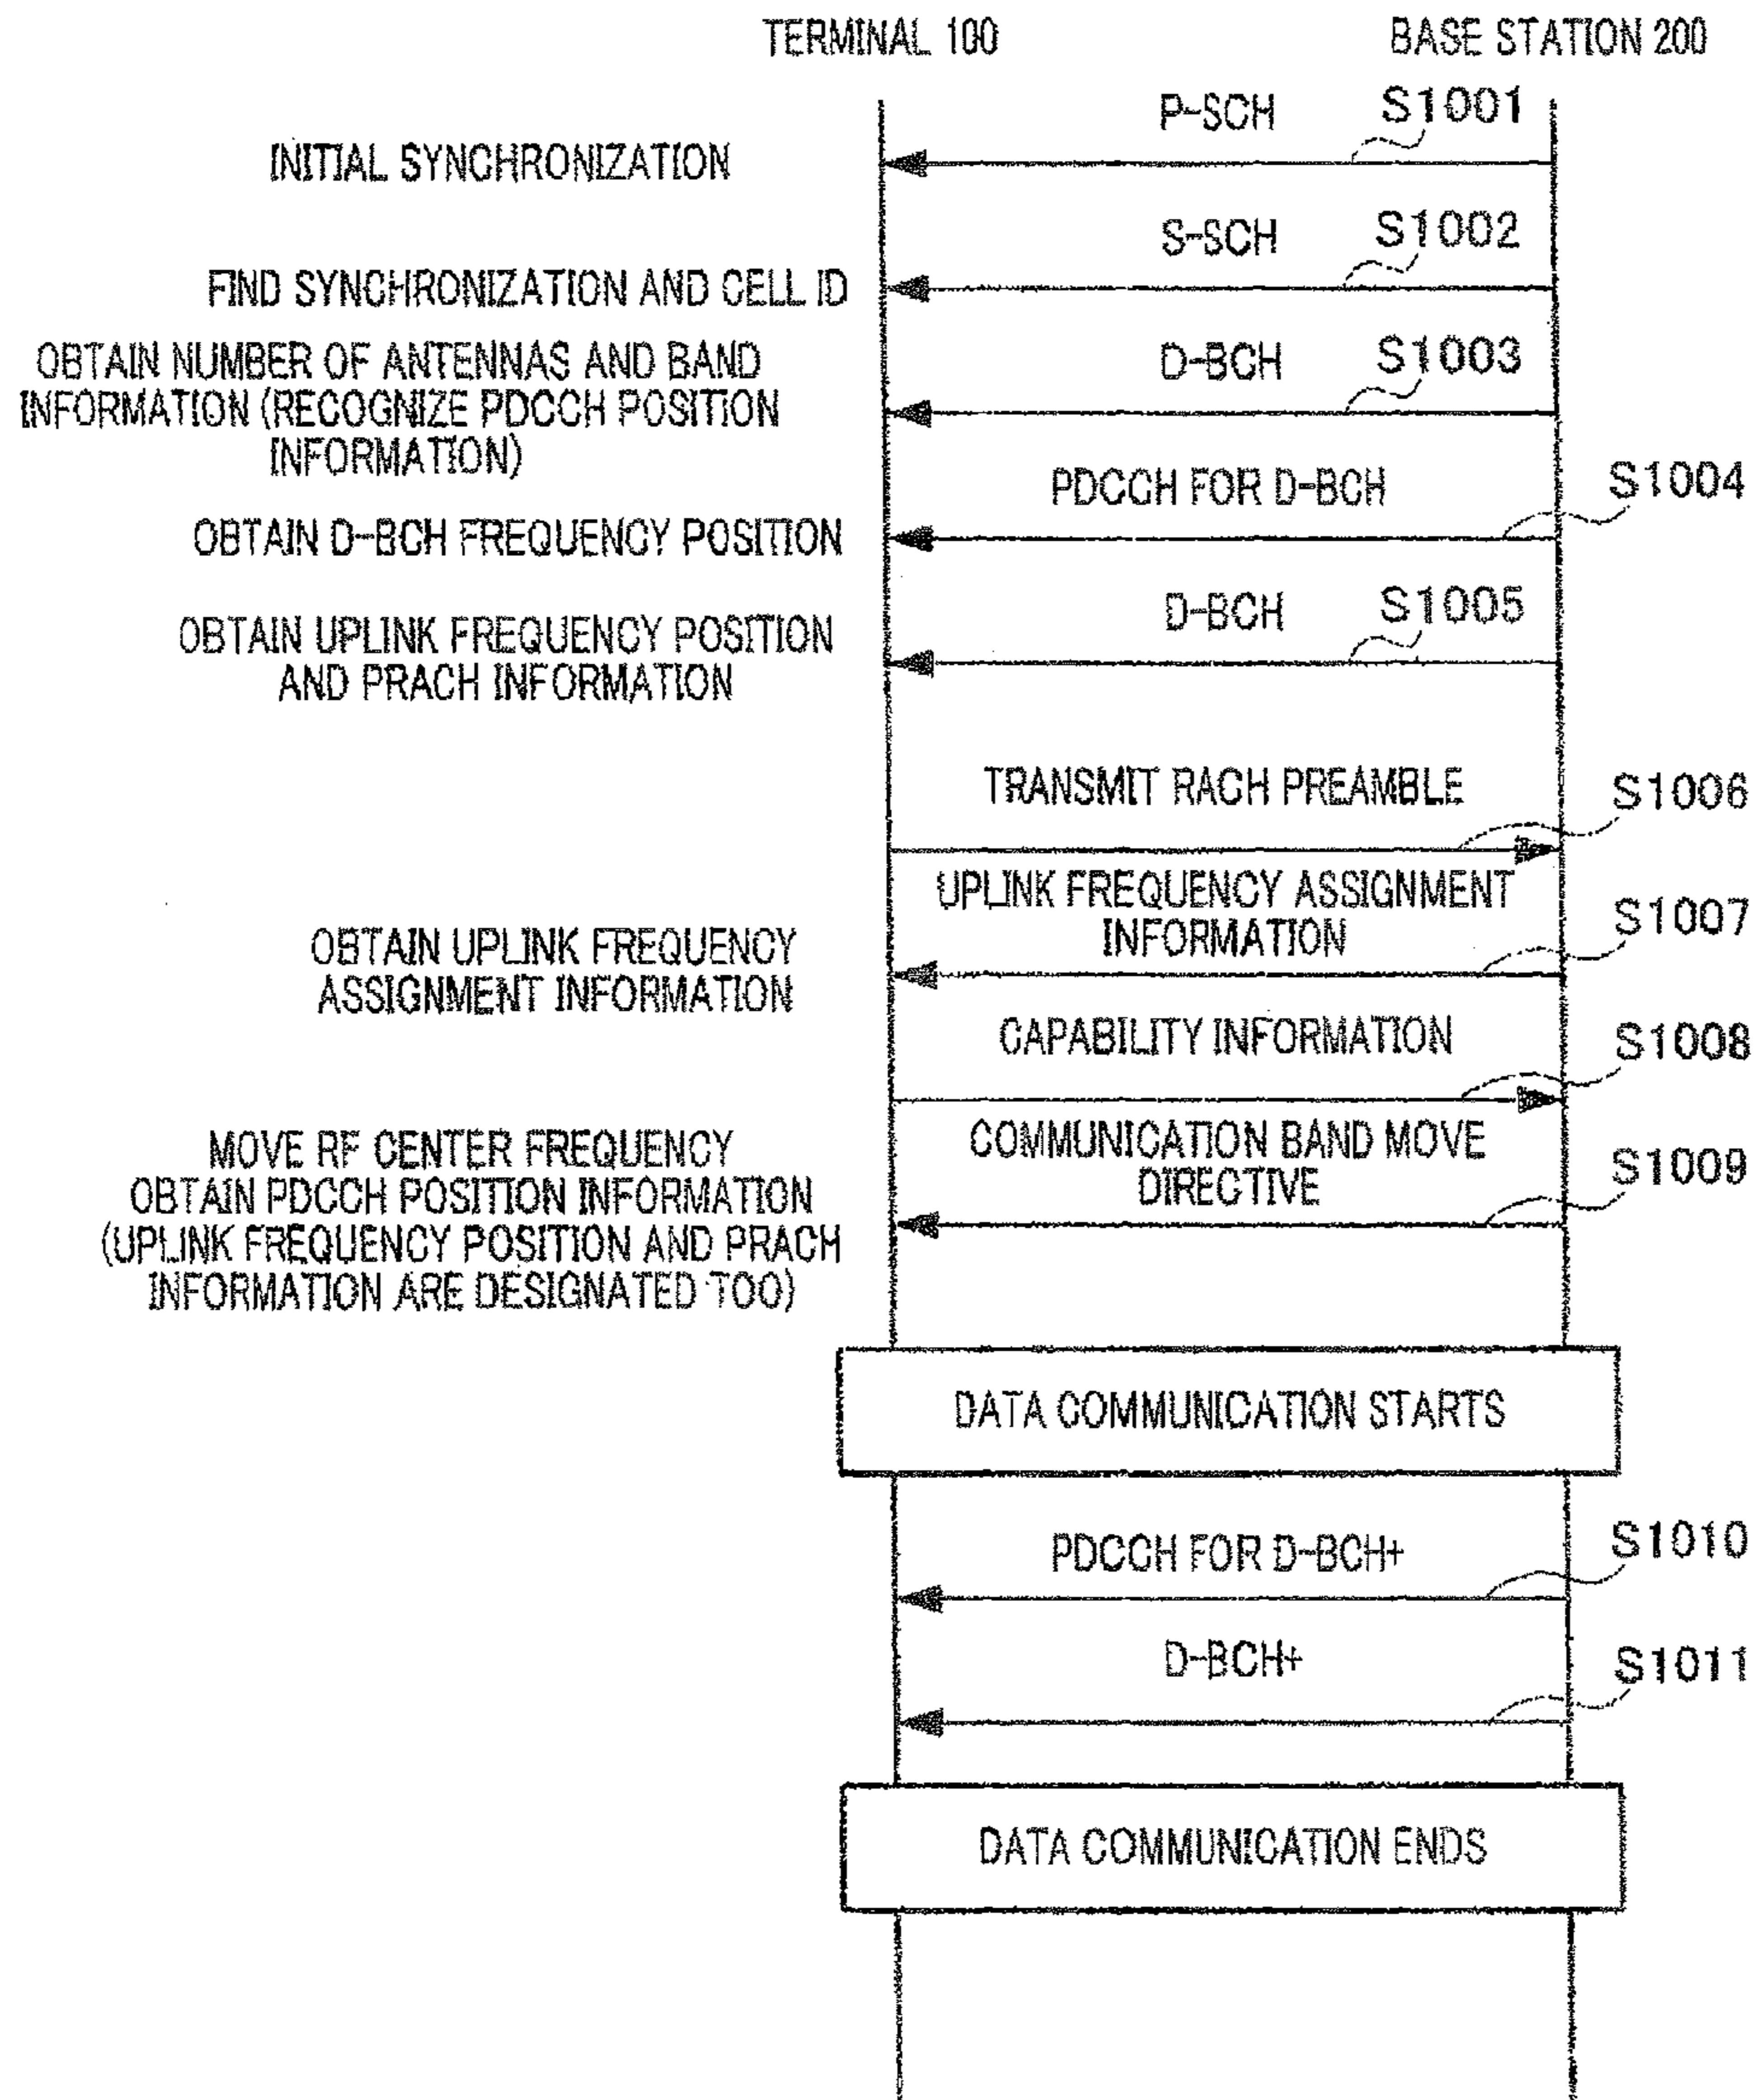 TERMINAL 100
BASE STATION 200
P-SCH
S1001
INITIAL SYNCHRONIZATION
S-SCH
S1002
FIND SYNCHRONIZATION AND CELL ID
D-BCH
S1003
OBTAIN NUMBER OF ANTENNAS AND BAND
INFORMATION (RECOGNIZE PDCCH POSITION
INFORMATION)
PDCCH FOR D-BCH
S1004
OBTAIN D-BCH FREQUENCY POSITION
D-BCH
S1005
OBTAIN UPLINK FREQUENCY POSITION
AND PRACH INFORMATION
TRANSMIT RACH PREAMBLE
S1006
UPLINK FREQUENCY ASSIGNMENT
INFORMATION
S1007
OBTAIN UPLINK FREQUENCY
ASSIGNMENT INFORMATION
CAPABILITY INFORMATION
S1008
COMMUNICATION BAND MOVE
DIRECTIVE
S1009
MOVE RF CENTER FREQUENCY
OBTAIN PDCCH POSITION INFORMATION
(UPLINK FREQUENCY POSITION AND PRACH
INFORMATION ARE DESIGNATED TOO)
DATA COMMUNICATION STARTS
PDCCH FOR D-BCH+
S1010
D-BCH+
S1011
DATA COMMUNICATION ENDS